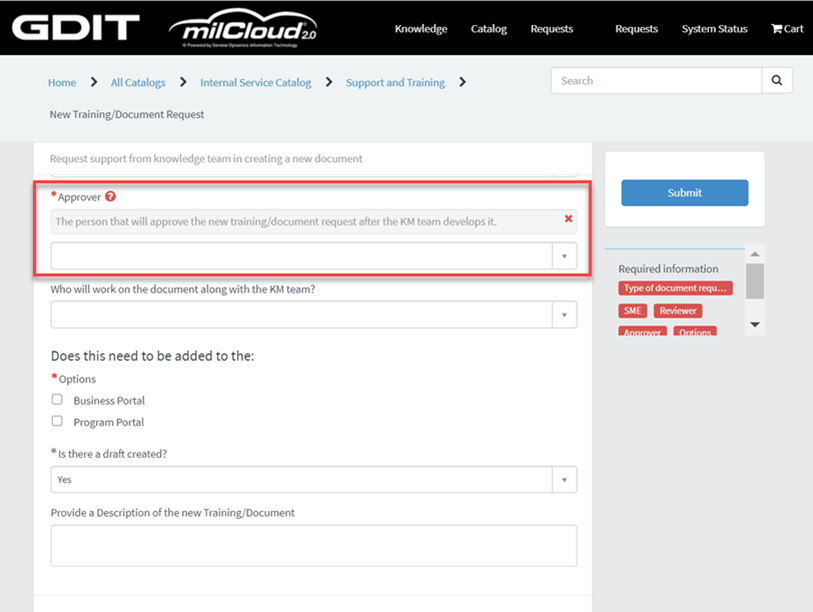 GDIT
milCloud 2.0
© Powered by General Dynamics Information Technology
Knowledge Catalog Requests Requests System Status Cart
Home > All Catalogs > Internal Service Catalog > Support and Training >
Search
New Training/Document Request
Request support from knowledge team in creating a new document
* Approver ?
The person that will approve the new training/document request after the KM team develops it.
Who will work on the document along with the KM team?
Does this need to be added to the:
* Options
Business Portal
Program Portal
* Is there a draft created?
Yes
Provide a Description of the new Training/Document
Submit
Required information
Type of document requ...
SME Reviewer
Approver Options